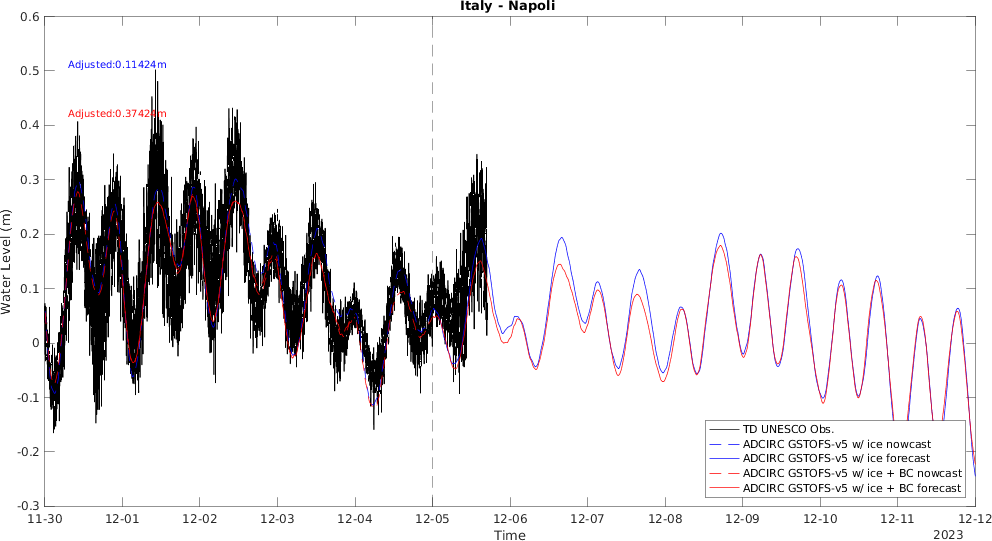 Italy - Napoli
0.6
0.5
0.4
0.3
0.2
0.1
0
-0.1
-0.2
-0.3
Water Level (m)
Adjusted:0.11424m
Adjusted:0.37424m
TD UNESCO Obs.
ADCIRC GSTOFS-v5 w/ ice nowcast
ADCIRC GSTOFS-v5 w/ ice forecast
ADCIRC GSTOFS-v5 w/ ice + BC nowcast
ADCIRC GSTOFS-v5 w/ ice + BC forecast
11-30 12-01 12-02 12-03 12-04 12-05 12-06 12-07 12-08 12-09 12-10 12-11 12-12
Time
2023